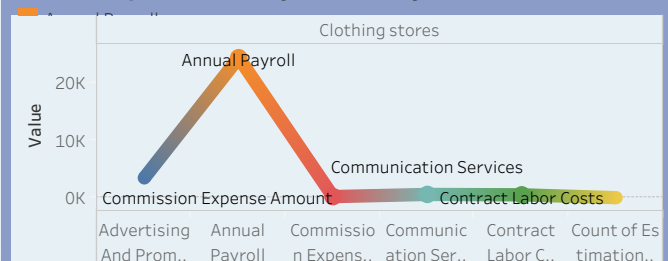 Clothing stores
Annual Payroll
20K
Value
10K
Communication Services
0K
Commission Expense Amount
Contract Labor Costs
Advertising Annual Commissio Communic Contract Count of Es
And Prom.. Payroll n Expens.. ation Ser.. Labor C.. timation..